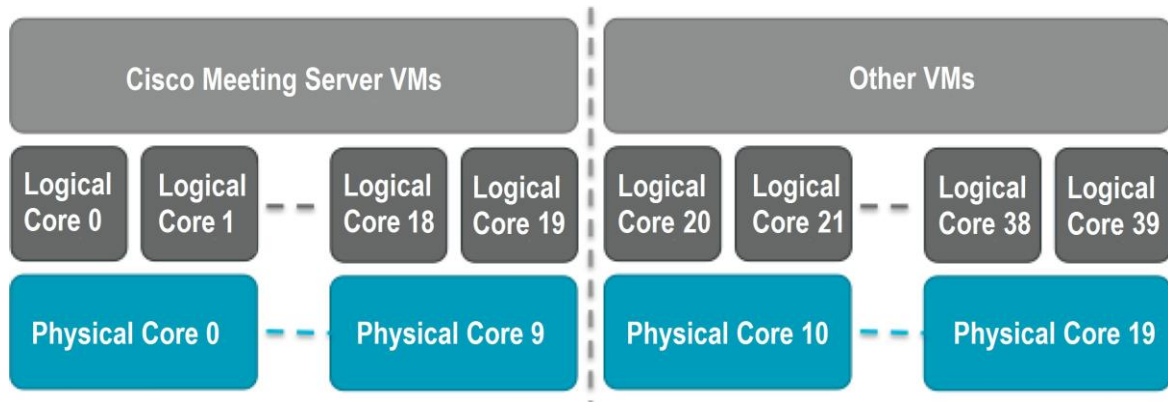 Cisco Meeting Server VMs
Other VMs
Logical
Core 0
Logical
Core 1
Logical
Core 18
Logical
Core 19
Logical
Core 20
Logical
Core 21
Logical
Core 38
Logical
Core 39
Physical Core 0
Physical Core 9
Physical Core 10
Physical Core 19